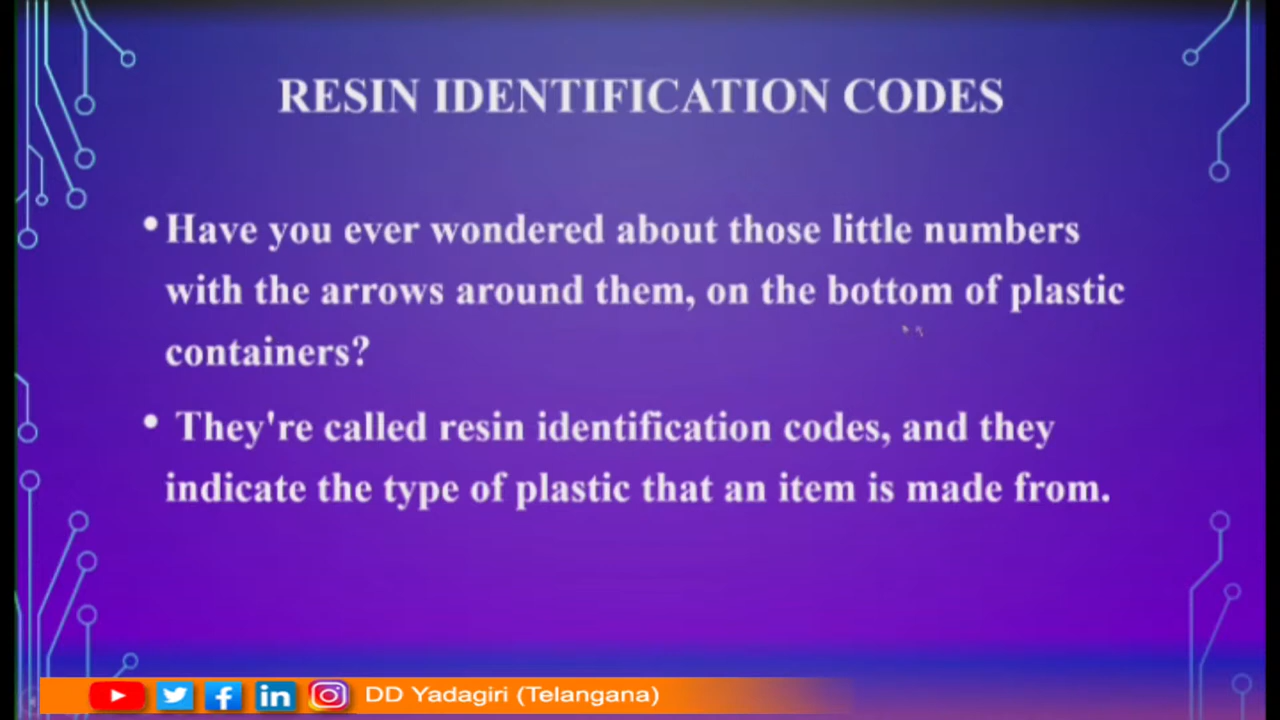 RESIN IDENTIFICATION CODES
•Have you ever wondered about those little numbers
with the arrows around them, on the bottom of plastic
containers?
• They're called resin identification codes, and they
indicate the type of plastic that an item is made from.
DD Yadagiri (Telangana)